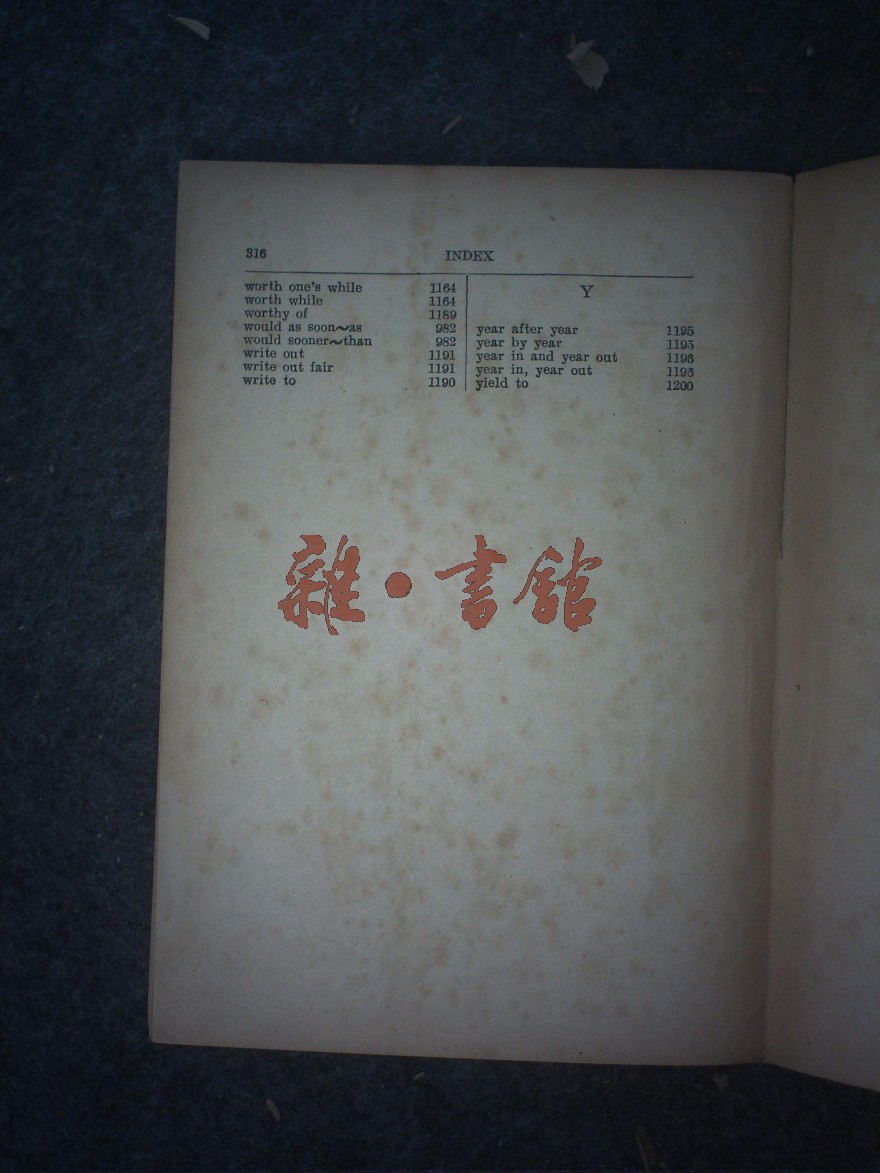 316
INDEX
worth one's while 1164
worth while 1164
worthy of 1189
would as soon~as 982
would sooner~than 982
write out 1191
write out fair 1191
write to 1190
Y
year after year 1195
year by year 1195
year in and year out 1193
year in, year out 1193
yield to 1200
雜·書館